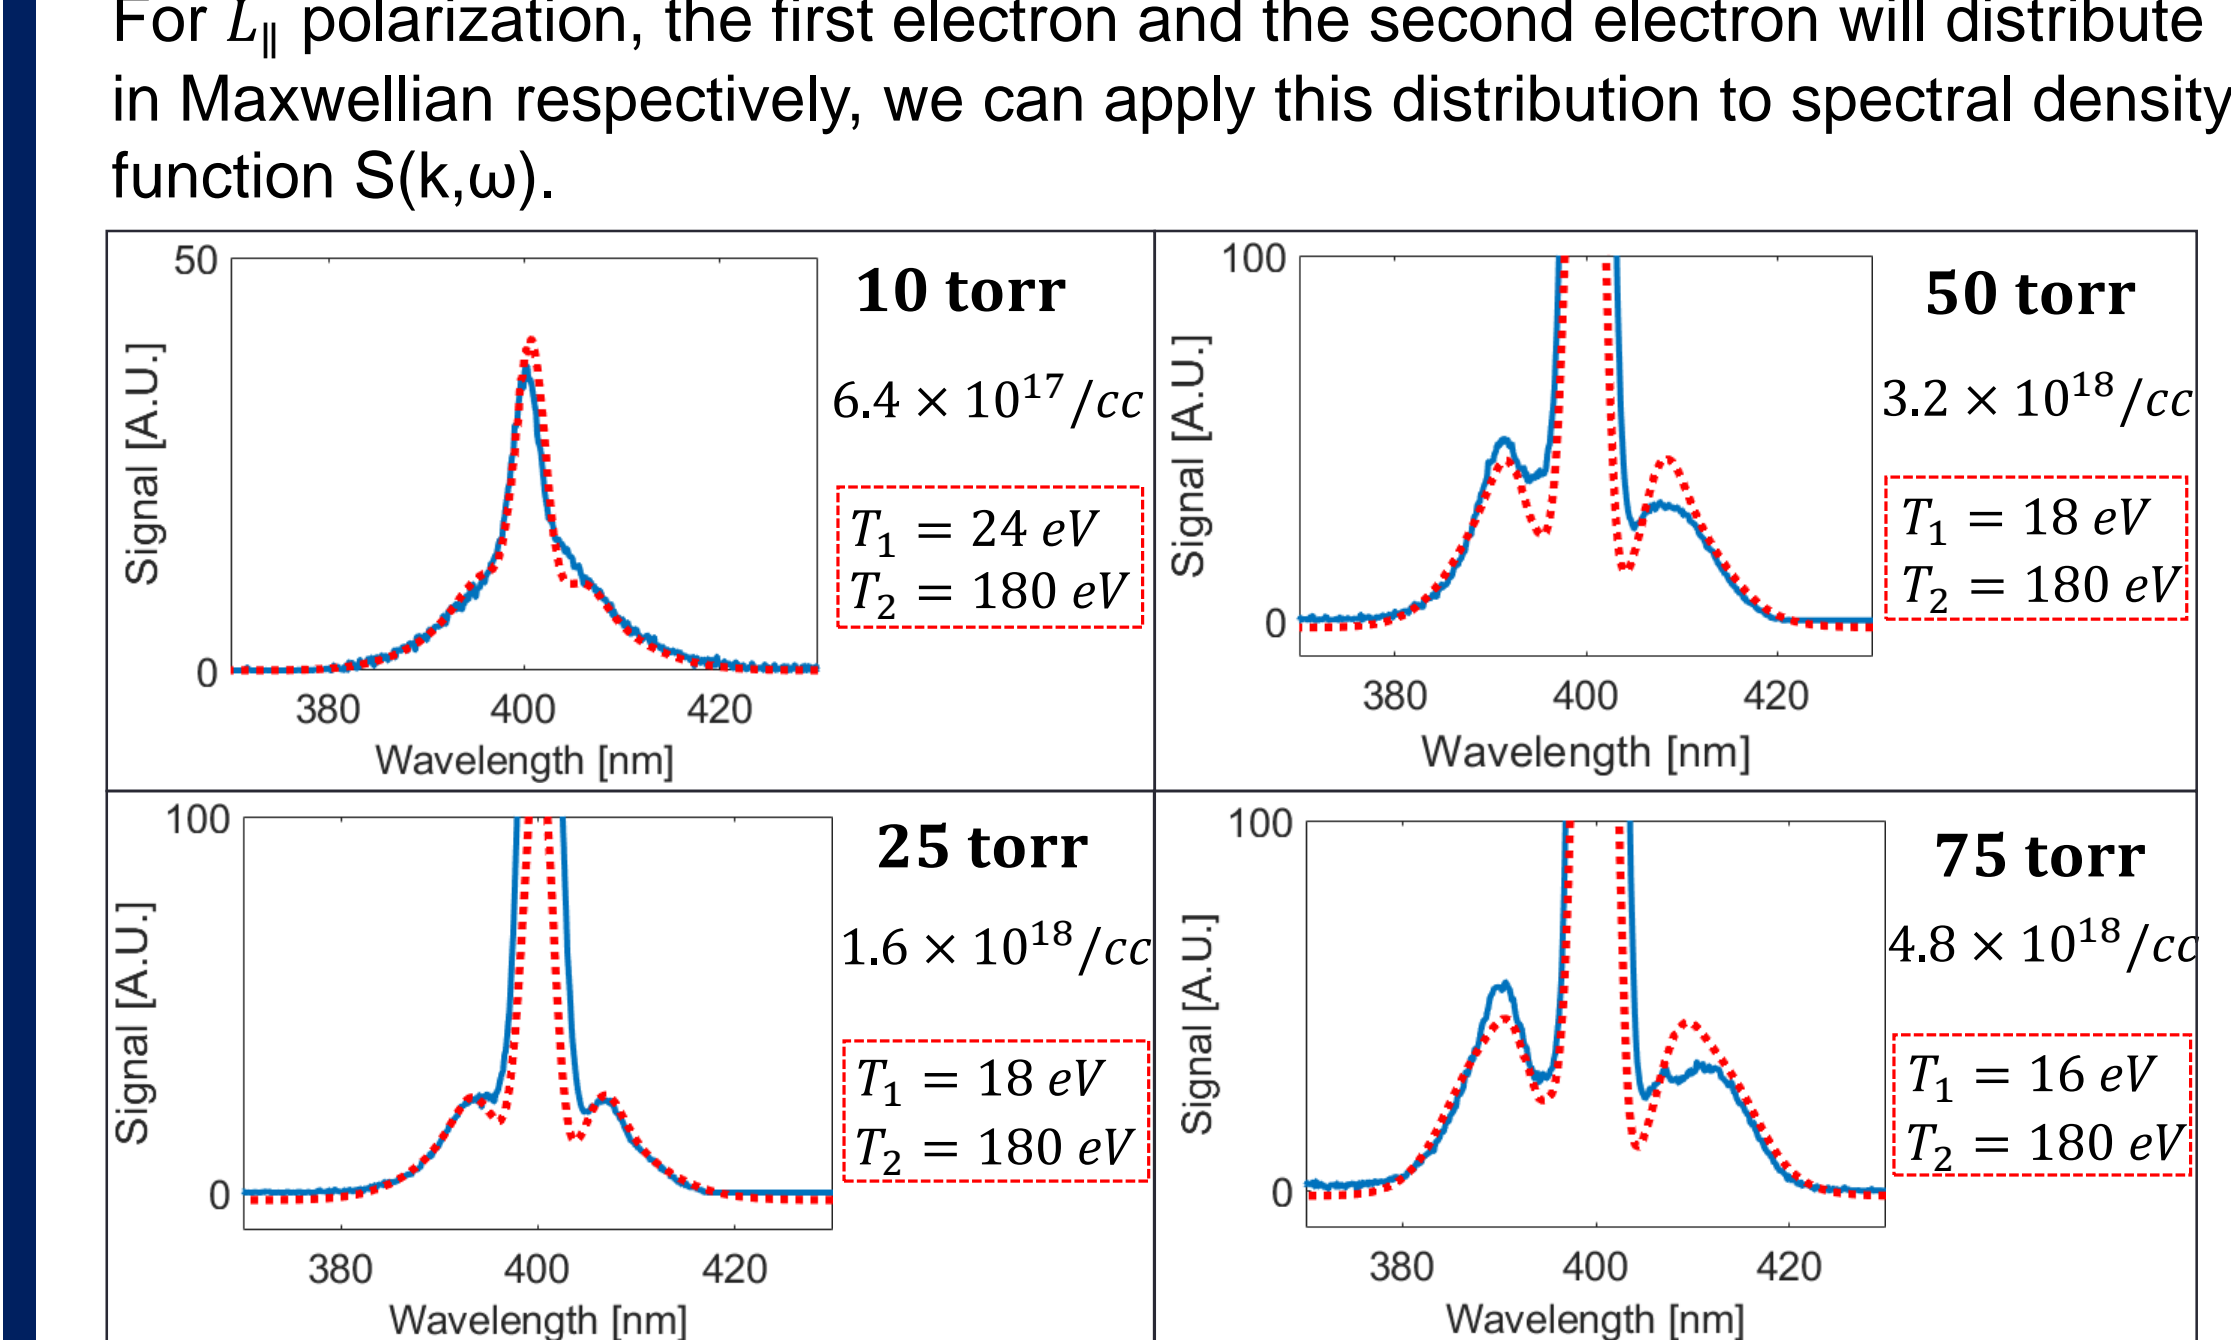 For L∥ polarization, the first electron and the second electron will distribute
in Maxwellian respectively, we can apply this distribution to spectral density
function S(k,ω).
50
0
Signal [A.U.]
380 400 420
Wavelength [nm]
10 torr
6.4 × 10¹⁷/cc
T₁ = 24 eV
T₂ = 180 eV
100
0
Signal [A.U.]
380 400 420
Wavelength [nm]
50 torr
3.2 × 10¹⁸/cc
T₁ = 18 eV
T₂ = 180 eV
100
0
Signal [A.U.]
380 400 420
Wavelength [nm]
25 torr
1.6 × 10¹⁸/cc
T₁ = 18 eV
T₂ = 180 eV
100
0
Signal [A.U.]
380 400 420
Wavelength [nm]
75 torr
4.8 × 10¹⁸/cc
T₁ = 16 eV
T₂ = 180 eV